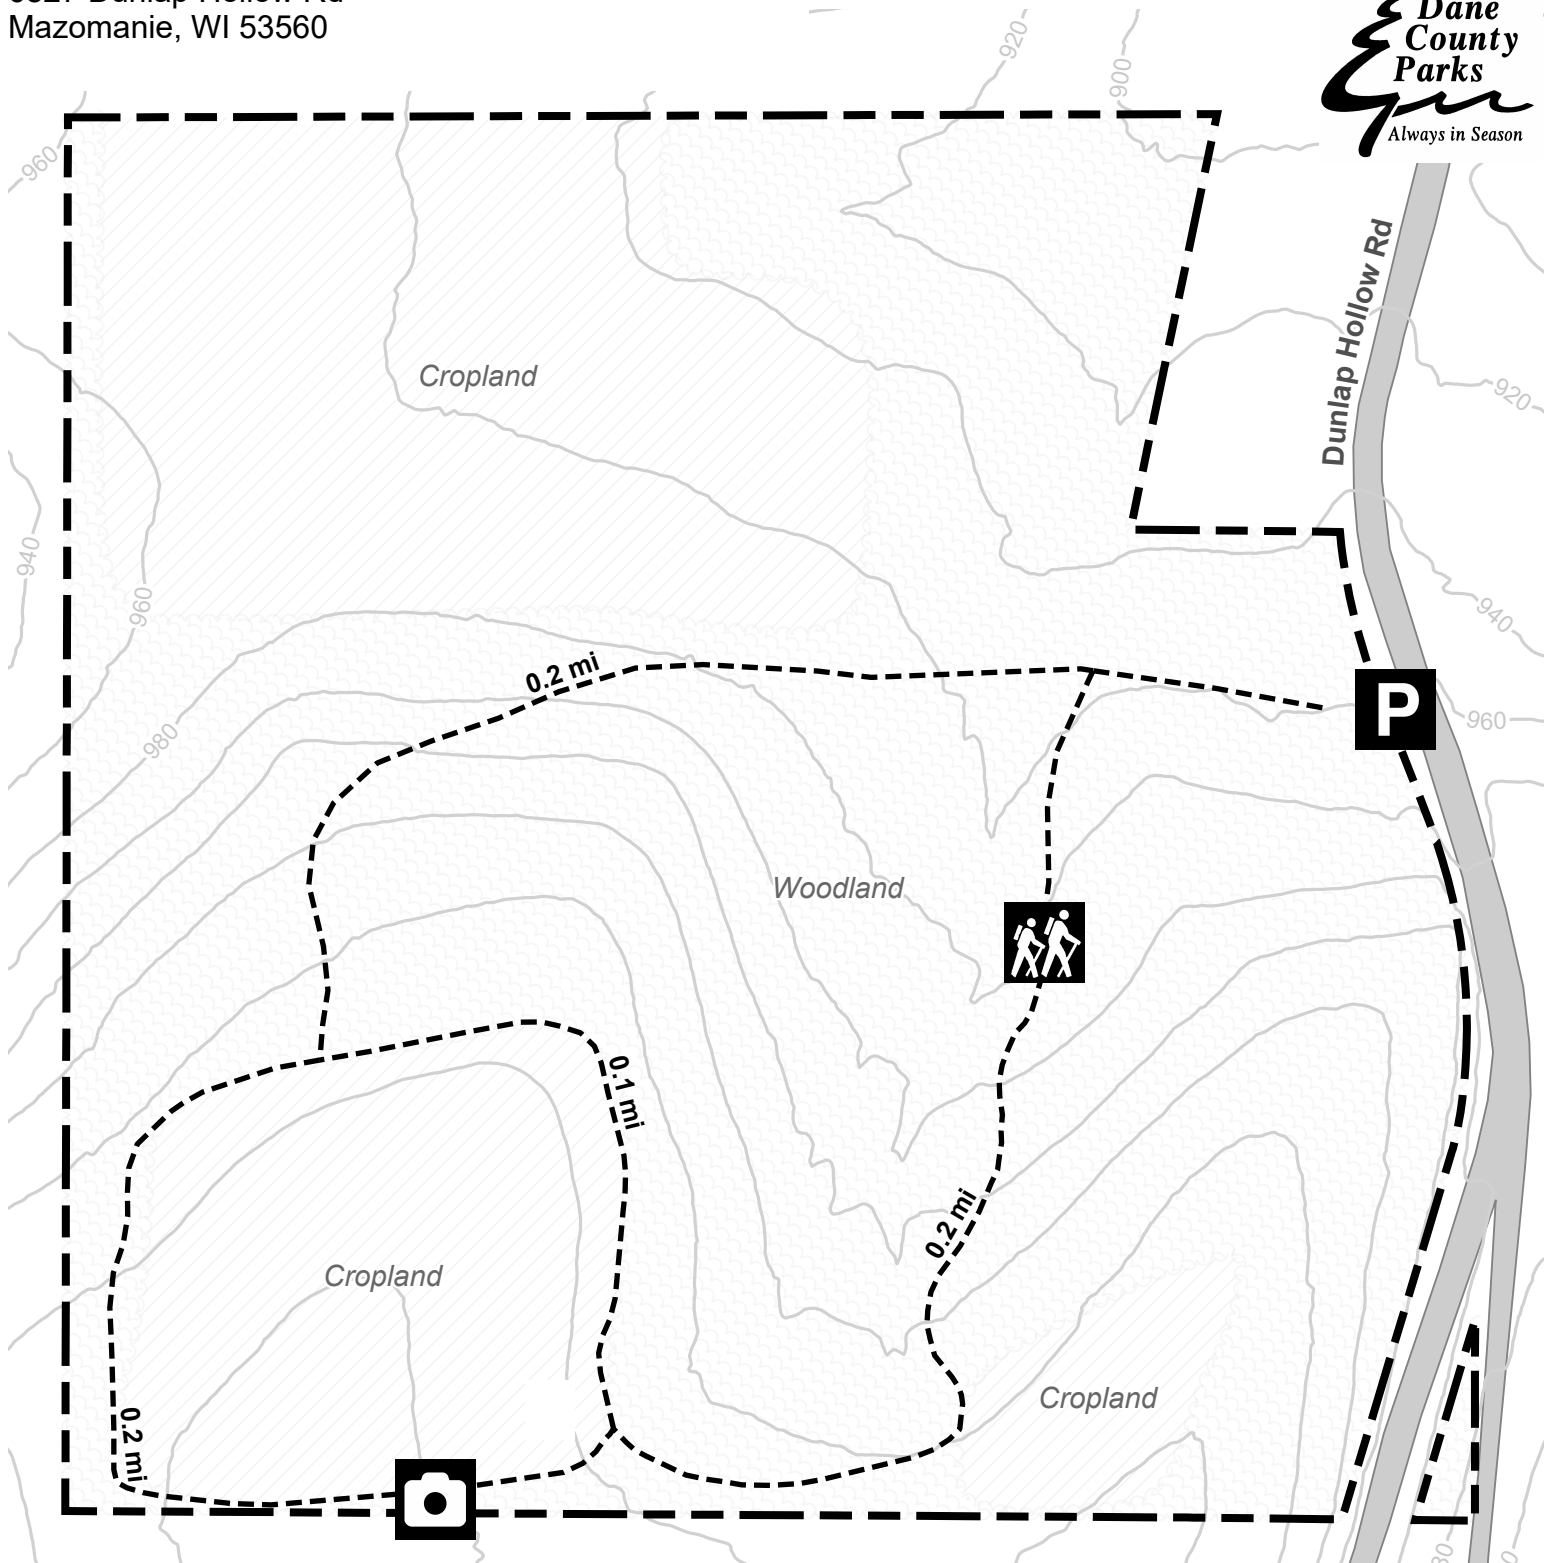 Mazomanie, WI 53560
Dane
County
Parks
Always in Season
920
900
960
Dunlap Hollow Rd
Cropland
920
940
960
940
0.2 mi
P
960
980
Woodland
0.1 mi
0.2 mi
Cropland
Cropland
0.2 mi